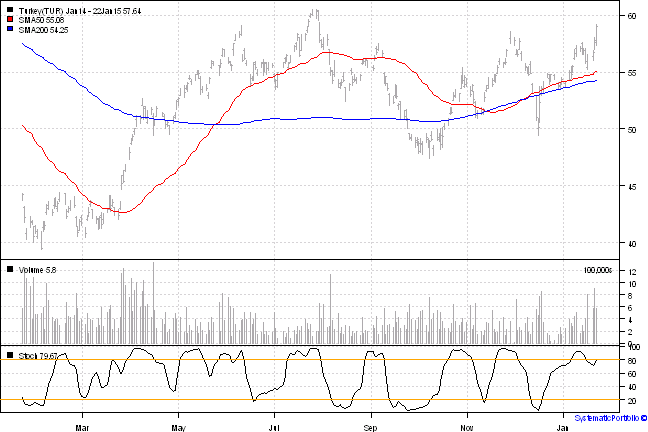 Turkey(TUR) Jan14 - 22Jan15 57.64
SMA50 55.08
SMA200 54.25
60
55
50
45
40
Volume 5.8
100,000s
12
10
8
6
4
2
0
Stoch 79.67
100
80
60
40
20
Mar May Jul Sep Nov Jan
SystematicPortfolio ©